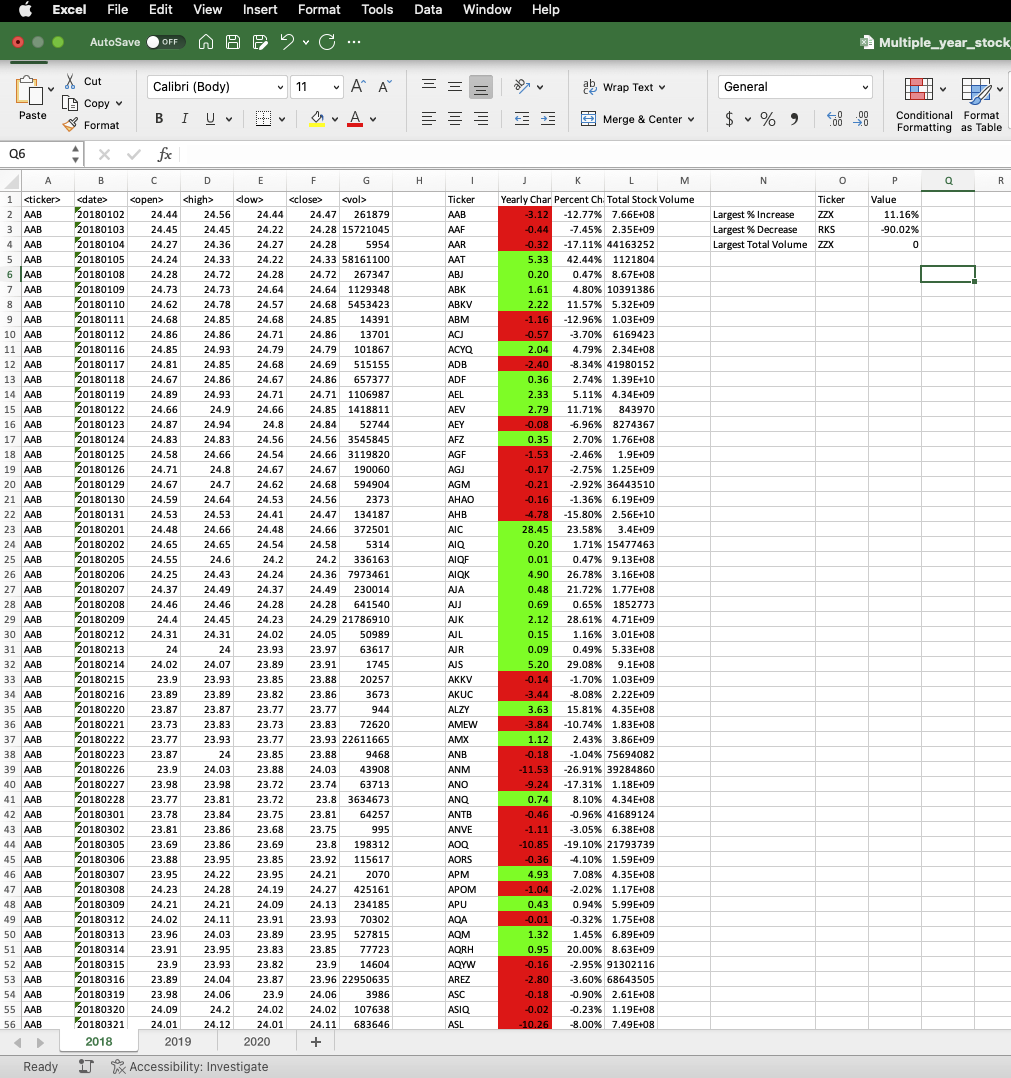 Excel File Edit View Insert Format Tools Data Window Help
AutoSave OFF ... Multiple_year_stock
Cut Calibri (Body) 11 A A ab Wrap Text General
Copy
Paste Format B I U A Merge & Center $ % Conditional Formatting Format as Table
Q6 fx
A B C D E F G H I J K L M N O P Q R
1 <ticker> <date> <open> <high> <low> <close> <vol> Ticker Yearly Char Percent Ch Total Stock Volume Ticker Value
2 AAB 20180102 24.44 24.56 24.44 24.47 261879 AAB -3.12 -12.77% 7.66E+08 Largest % Increase ZZX 11.16%
3 AAB 20180103 24.45 24.45 24.22 24.28 15721045 AAF -0.44 -7.45% 2.35E+09 Largest % Decrease RKS -90.02%
4 AAB 20180104 24.27 24.36 24.27 24.28 5954 AAR -0.32 -17.11% 44163252 Largest Total Volume ZZX 0
5 AAB 20180105 24.24 24.33 22.22 24.33 58161100 AAT 5.33 42.44% 1121804
6 AAB 20180108 24.28 24.72 24.28 24.72 267347 ABJ 0.20 0.47% 8.67E+08
7 AAB 20180109 24.73 24.73 24.64 24.64 1129348 ABK 1.61 4.80% 10391386
8 AAB 20180110 24.62 24.78 24.57 24.68 5453423 ABKV 2.22 11.57% 5.32E+09
9 AAB 20180111 24.68 24.85 24.68 24.85 14391 ABM -1.16 -12.96% 1.03E+09
10 AAB 20180112 24.86 24.86 24.71 24.86 13701 ACJ -0.57 -3.70% 6169423
11 AAB 20180116 24.85 24.93 24.79 24.79 101867 ACYQ 2.04 4.79% 2.34E+08
12 AAB 20180117 24.81 24.85 24.68 24.69 515155 ADB -2.40 -8.34% 41980152
13 AAB 20180118 24.67 24.86 24.67 24.86 657377 ADF 0.36 2.74% 1.39E+10
14 AAB 20180119 24.89 24.93 24.71 24.71 1106987 AEL 2.33 5.11% 4.34E+09
15 AAB 20180122 24.66 24.9 24.66 24.85 1418811 AEV 2.79 11.71% 843970
16 AAB 20180123 24.87 24.94 24.8 24.84 52744 AEY -0.08 -6.96% 8274367
17 AAB 20180124 24.83 24.83 24.56 24.56 3545845 AFZ 0.35 2.70% 1.76E+08
18 AAB 20180125 24.58 24.66 24.54 24.66 3119820 AGF -1.53 -2.46% 1.9E+09
19 AAB 20180126 24.71 24.8 24.67 24.67 190060 AGJ -0.17 -2.75% 1.25E+09
20 AAB 20180129 24.67 24.7 24.62 24.68 594904 AGM -0.21 -2.92% 36443510
21 AAB 20180130 24.59 24.64 24.53 24.56 2373 AHAO -0.16 -1.36% 6.19E+09
22 AAB 20180131 24.53 24.53 24.41 24.47 134187 AHB -4.78 -15.80% 2.56E+10
23 AAB 20180201 24.48 24.66 24.48 24.66 372501 AIC 28.45 23.58% 3.4E+09
24 AAB 20180202 24.65 24.65 24.54 24.58 5314 AIQ 0.20 1.71% 15477463
25 AAB 20180205 24.55 24.6 24.2 24.2 336163 AIQF 0.01 0.47% 9.13E+08
26 AAB 20180206 24.25 24.43 24.24 24.36 7973461 AIQK 4.90 26.78% 3.16E+08
27 AAB 20180207 24.37 24.49 24.37 24.49 230014 AJA 0.48 21.72% 1.77E+08
28 AAB 20180208 24.46 24.46 24.28 24.28 641540 AJJ 0.69 0.65% 1852773
29 AAB 20180209 24.4 24.45 24.23 24.29 21786910 AJK 2.12 28.61% 4.71E+09
30 AAB 20180212 24.31 24.31 24.02 24.05 50989 AJL 0.15 1.16% 3.01E+08
31 AAB 20180213 24 24 23.93 23.97 63617 AJR 0.09 0.49% 5.33E+08
32 AAB 20180214 24.02 24.07 23.89 23.91 1745 AJS 5.20 29.08% 9.1E+08
33 AAB 20180215 23.9 23.93 23.85 23.88 20257 AKKV -0.14 -1.70% 1.03E+09
34 AAB 20180216 23.89 23.89 23.82 23.86 3673 AKUC -3.44 -8.08% 2.22E+09
35 AAB 20180220 23.87 23.87 23.77 23.77 944 ALZY 3.63 15.81% 4.35E+08
36 AAB 20180221 23.73 23.83 23.73 23.83 72620 AMEW -3.84 -10.74% 1.83E+08
37 AAB 20180222 23.77 23.93 23.77 23.93 22611665 AMX 1.12 2.43% 3.86E+09
38 AAB 20180223 23.87 24 23.85 23.88 9468 ANB -0.18 -1.04% 75694082
39 AAB 20180226 23.9 24.03 23.88 24.03 43908 ANM -11.53 -26.91% 39284860
40 AAB 20180227 23.98 23.98 23.72 23.74 63713 ANO -9.24 -17.31% 1.18E+09
41 AAB 20180228 23.77 23.81 23.72 23.8 3634673 ANQ 0.74 8.10% 4.34E+08
42 AAB 20180301 23.78 23.84 23.75 23.81 64257 ANTB -0.46 -0.96% 41689124
43 AAB 20180302 23.81 23.86 23.68 23.75 995 ANVE -1.11 -3.05% 6.38E+08
44 AAB 20180305 23.69 23.86 23.69 23.8 198312 AOQ -10.85 -19.10% 21793739
45 AAB 20180306 23.88 23.95 23.85 23.92 115617 AORS -0.36 -4.10% 1.59E+09
46 AAB 20180307 23.95 24.22 23.95 24.21 2070 APM 4.93 7.08% 4.35E+08
47 AAB 20180308 24.23 24.28 24.19 24.27 425161 APOM -1.04 -2.02% 1.17E+08
48 AAB 20180309 24.21 24.21 24.09 24.13 234185 APU 0.43 0.94% 5.99E+09
49 AAB 20180312 24.02 24.11 23.91 23.93 70302 AQA -0.01 -0.32% 1.75E+08
50 AAB 20180313 23.96 24.03 23.89 23.95 527815 AQM 1.32 1.45% 6.89E+09
51 AAB 20180314 23.91 23.95 23.83 23.85 77723 AQRH 0.95 20.00% 8.63E+09
52 AAB 20180315 23.9 23.93 23.82 23.9 14604 AQYW -0.16 -2.95% 91302116
53 AAB 20180316 23.89 24.04 23.87 23.96 22950635 AREZ -2.80 -3.60% 68643505
54 AAB 20180319 23.98 24.06 23.9 24.06 3986 ASC -0.18 -0.90% 2.61E+08
55 AAB 20180320 24.09 24.2 24.02 24.02 107638 ASIQ -0.02 -0.23% 1.19E+08
56 AAB 20180321 24.01 24.12 24.01 24.11 683646 ASL -10.26 -8.00% 7.49E+08
2018 2019 2020 +
Ready Accessibility: Investigate